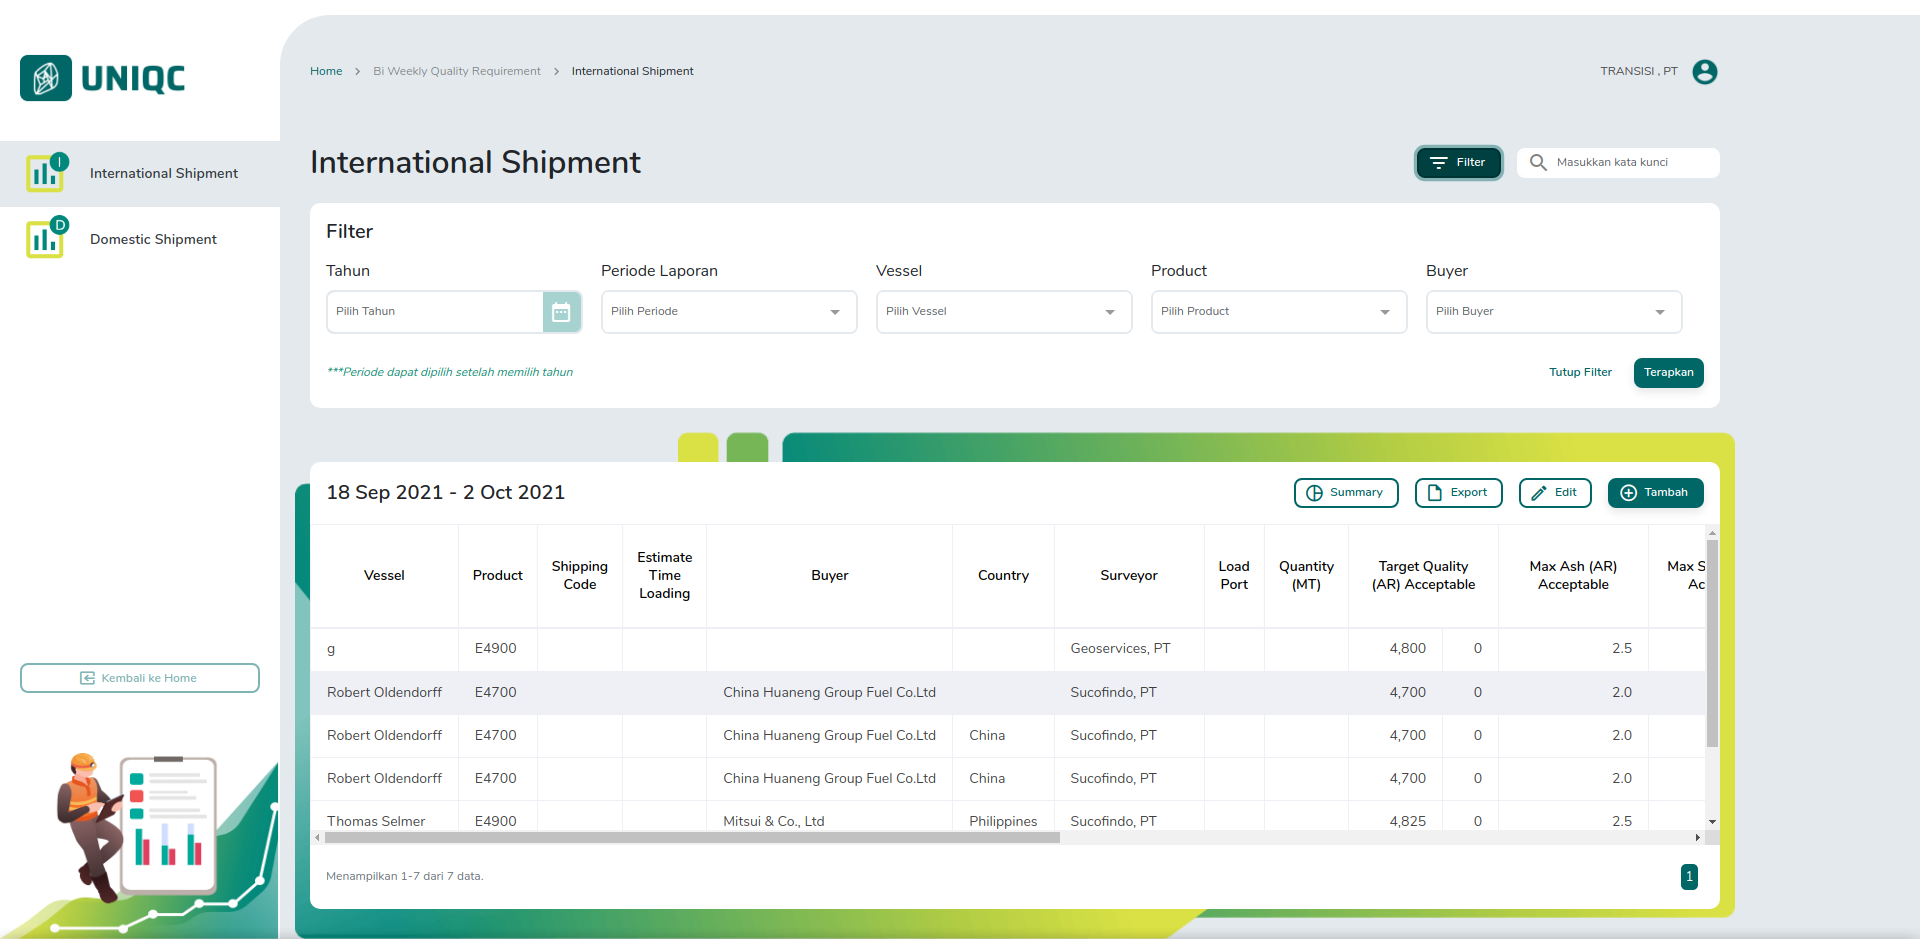 UNIQC
Home > Bi Weekly Quality Requirement > International Shipment
TRANSISI , PT
I
International Shipment
D
Domestic Shipment
Kembali ke Home
International Shipment
Filter
Masukkan kata kunci
Filter
Tahun
Periode Laporan
Vessel
Product
Buyer
Pilih Tahun
Pilih Periode
Pilih Vessel
Pilih Product
Pilih Buyer
***Periode dapat dipilih setelah memilih tahun
Tutup Filter
Terapkan
18 Sep 2021 - 2 Oct 2021
Summary
Export
Edit
Tambah
Vessel
Product
Shipping
Code
Estimate
Time
Loading
Buyer
Country
Surveyor
Load
Port
Quantity
(MT)
Target Quality
(AR) Acceptable
Max Ash (AR)
Acceptable
Max S
Ac
g E4900 Geoservices, PT 4,800 0 2.5
Robert Oldendorff E4700 China Huaneng Group Fuel Co.Ltd Sucofindo, PT 4,700 0 2.0
Robert Oldendorff E4700 China Huaneng Group Fuel Co.Ltd China Sucofindo, PT 4,700 0 2.0
Robert Oldendorff E4700 China Huaneng Group Fuel Co.Ltd China Sucofindo, PT 4,700 0 2.0
Thomas Selmer E4900 Mitsui & Co., Ltd Philippines Sucofindo, PT 4,825 0 2.5
Menampilkan 1-7 dari 7 data.
1